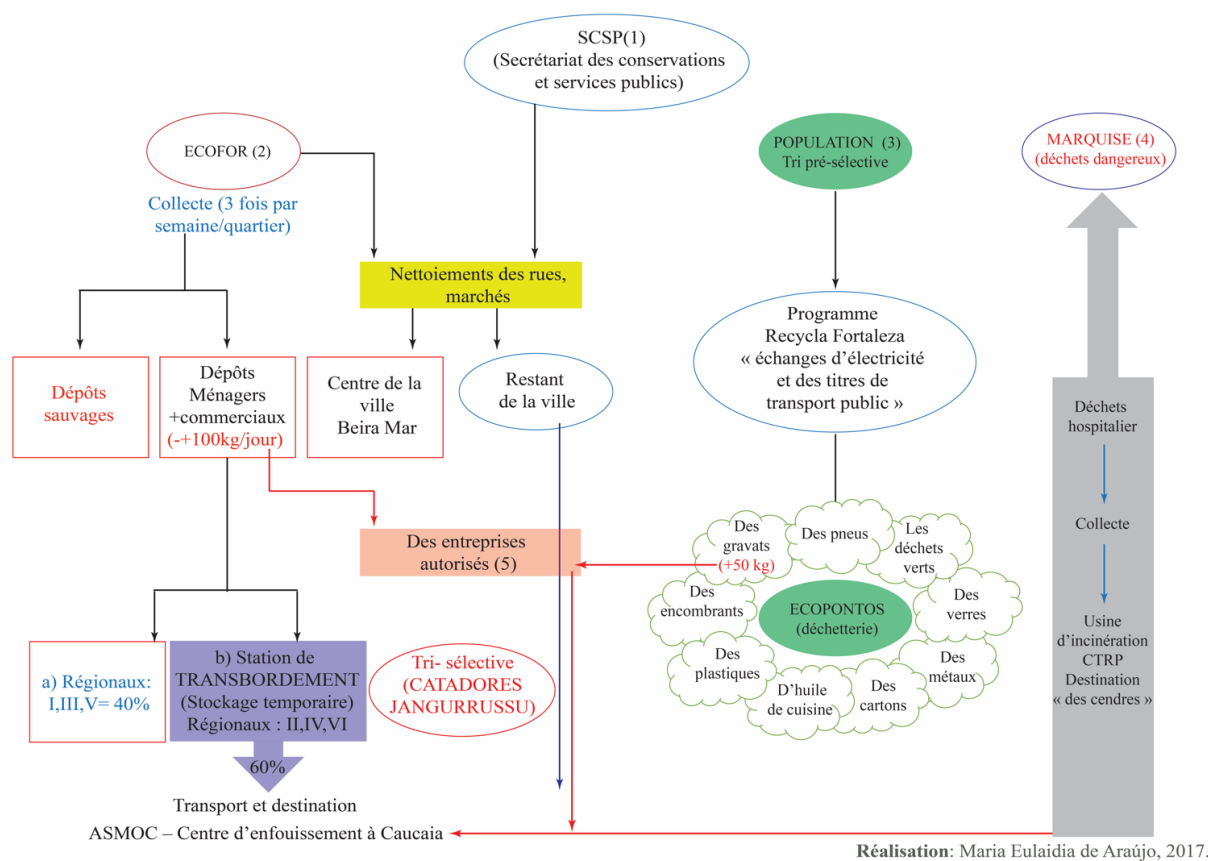 SCSP(1)
(Secrétariat des conservations
et services publics)
ECOFOR (2)
Collecte (3 fois par
semaine/quartier)
POPULATION (3)
Tri pré-sélective
MARQUISE (4)
(déchets dangereux)
Nettoiements des rues,
marchés
Programme
Recycla Fortaleza
« échanges d’électricité
et des titres de
transport public »
Dépôts
sauvages
Dépôts
Ménagers
+commerciaux
(-+100kg/jour)
Centre de la
ville
Beira Mar
Restant
de la ville
Déchets
hospitalier
Collecte
Usine
d’incinération
CTRP
Destination
« des cendres »
Des entreprises
autorisés (5)
Des
gravats
(+50 kg)
Des pneus
Les
déchets
verts
Des
verres
Des
métaux
Des
cartons
D’huile
de cuisine
Des
plastiques
Des
encombrants
ECOPONTOS
(déchetterie)
a) Régionaux:
I,III,V= 40%
b) Station de
TRANSBORDEMENT
(Stockage temporaire)
Régionaux : II,IV,VI
60%
Tri- sélective
(CATADORES
JANGURRUSSU)
Transport et destination
ASMOC – Centre d’enfouissement à Caucaia
Réalisation: Maria Eulaidia de Araújo, 2017.